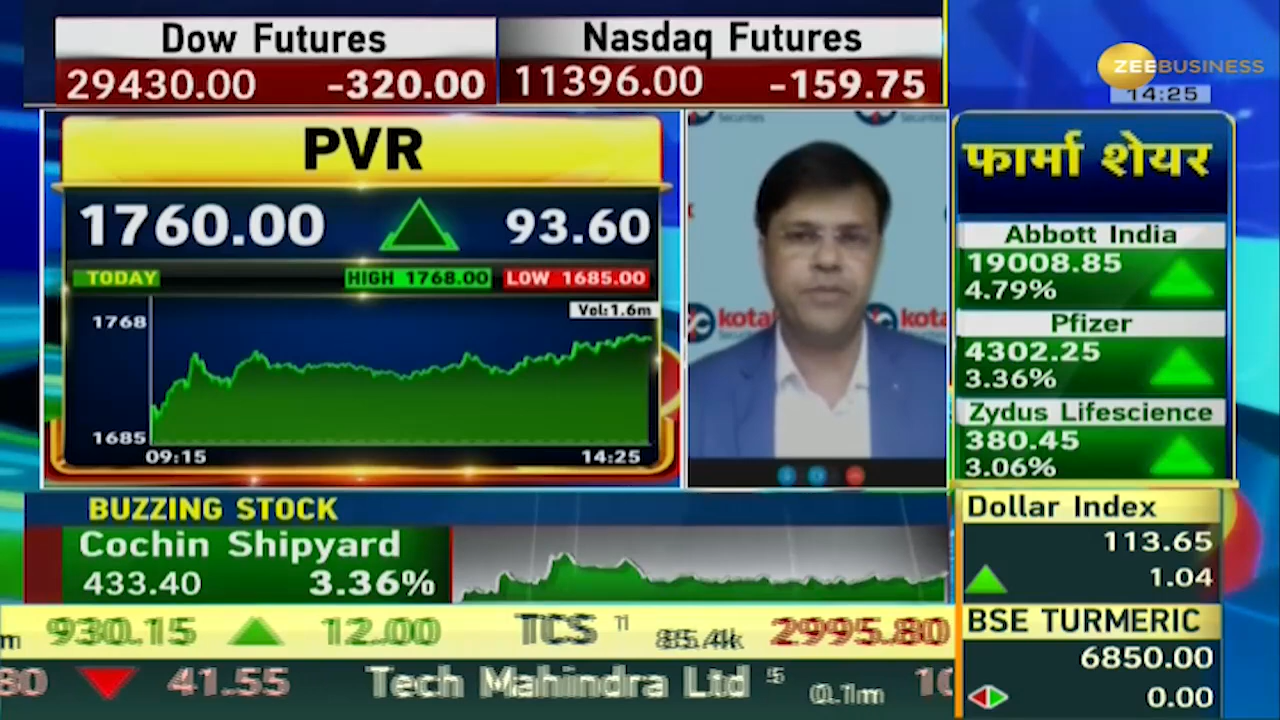 Dow Futures
29430.00 -320.00
Nasdaq Futures
11396.00 -159.75
ZEEBUSINESS
14:25
PVR
1760.00 93.60
TODAY HIGH 1768.00 LOW 1685.00
Vol:1.6m
1768
1685
09:15 14:25
Securities
kotak
फार्मा शेयर
Abbott India
19008.85
4.79%
Pfizer
4302.25
3.36%
Zydus Lifescience
380.45
3.06%
BUZZING STOCK
Cochin Shipyard
433.40 3.36%
Dollar Index
113.65
1.04
BSE TURMERIC
6850.00
0.00
930.15 12.00 TCS 85.4k 2995.80
80 41.55 Tech Mahindra Ltd 0.1m 10